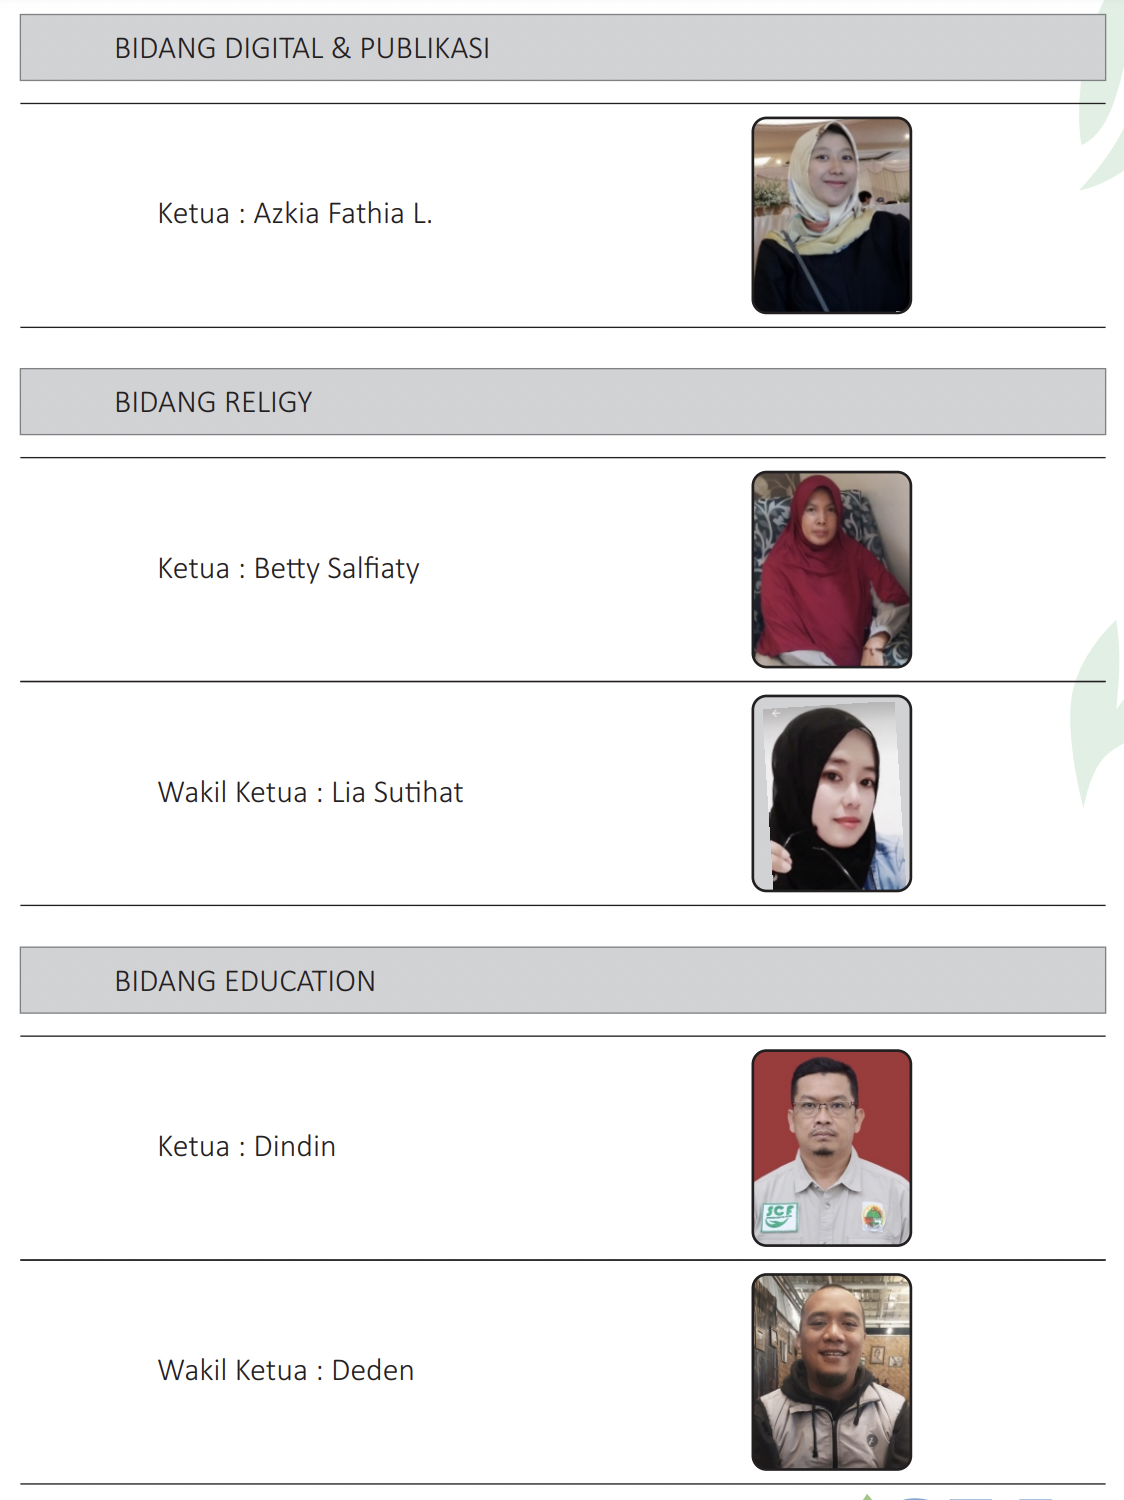 BIDANG DIGITAL & PUBLIKASI
Ketua : Azkia Fathia L.
BIDANG RELIGY
Ketua : Betty Salfiaty
Wakil Ketua : Lia Sutihat
BIDANG EDUCATION
Ketua : Dindin
SCF
Wakil Ketua : Deden